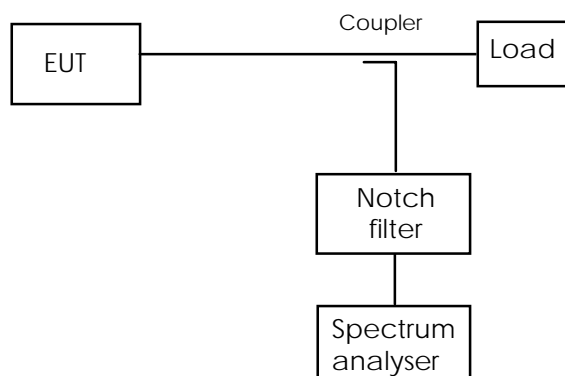 Coupler
EUT
Load
Notch
filter
Spectrum
analyser